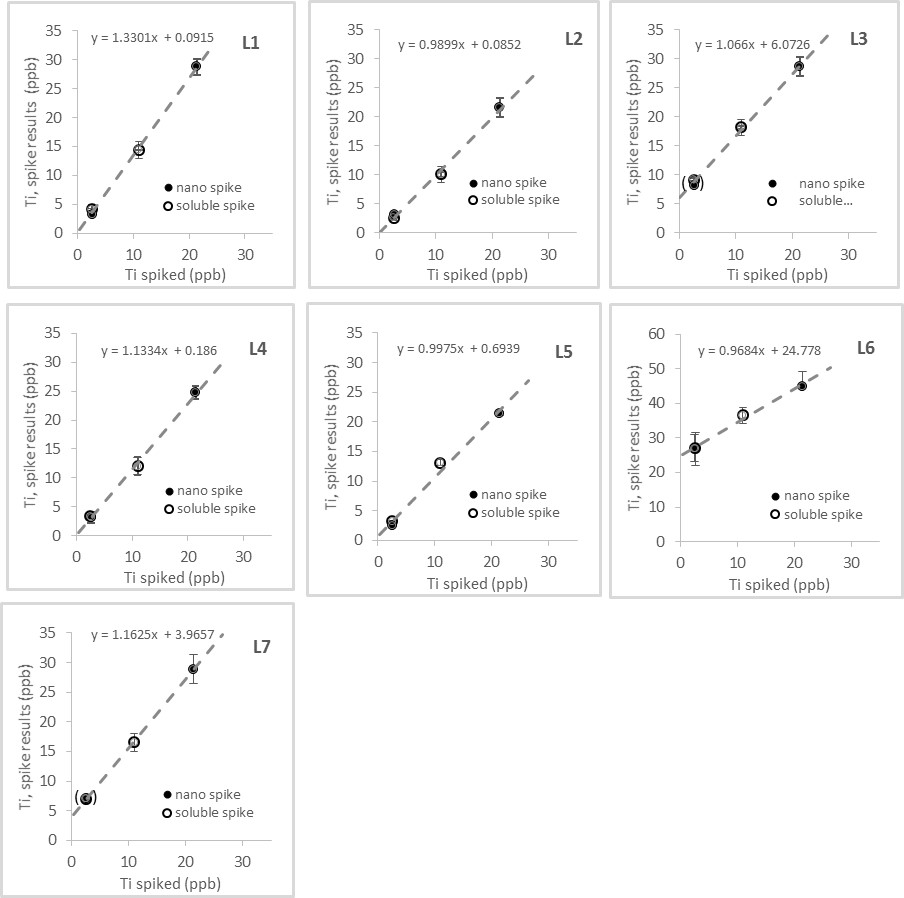 y = 1.3301x + 0.0915
L1
Ti, spike results (ppb)
35
30
25
20
15
10
5
0
nano spike
soluble spike
0 10 20 30
Ti spiked (ppb)
y = 0.9899x + 0.0852
L2
Ti, spike results (ppb)
35
30
25
20
15
10
5
0
nano spike
soluble spike
0 10 20 30
Ti spiked (ppb)
y = 1.066x + 6.0726
L3
Ti, spike results (ppb)
35
30
25
20
15
10
5
0
( )
nano spike
soluble...
0 10 20 30
Ti spiked (ppb)
y = 1.1334x + 0.186
L4
Ti, spike results (ppb)
35
30
25
20
15
10
5
0
nano spike
soluble spike
0 10 20 30
Ti spiked (ppb)
y = 0.9975x + 0.6939
L5
Ti, spike results (ppb)
35
30
25
20
15
10
5
0
nano spike
soluble spike
0 10 20 30
Ti spiked (ppb)
y = 0.9684x + 24.778
L6
Ti, spike results (ppb)
60
50
40
30
20
10
0
nano spike
soluble spike
0 10 20 30
Ti spiked (ppb)
y = 1.1625x + 3.9657
L7
Ti, spike results (ppb)
35
30
25
20
15
10
5
0
( )
nano spike
soluble spike
0 10 20 30
Ti spiked (ppb)